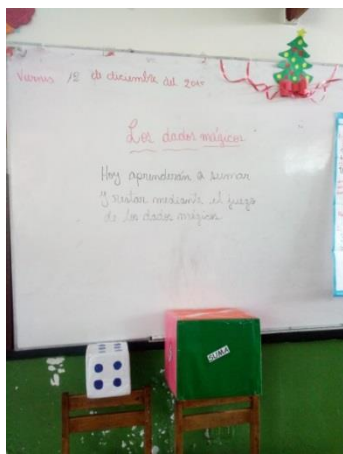 Viernes 1º de diciembre del 2017
Los dados mágicos
Hoy aprenderán a sumar
y restar mediante el juego
de los dados mágicos
SUMA